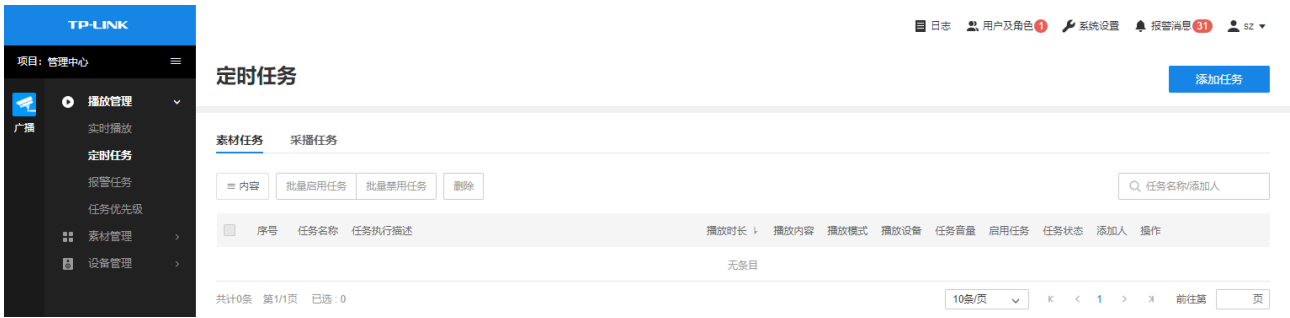 TP-LINK
日志 用户及角色 1 系统设置 报警消息 31 sz
项目：管理中心
定时任务
添加任务
广播
播放管理
实时播放
定时任务
报警任务
任务优先级
素材管理
设备管理
素材任务 采播任务
内容 批量启用任务 批量禁用任务 删除 任务名称/添加人
序号 任务名称 任务执行描述 播放时长 播放内容 播放模式 播放设备 任务音量 启用任务 任务状态 添加人 操作
无条目
共计0条 第1/1页 已选：0 10条/页 1 前往第 页